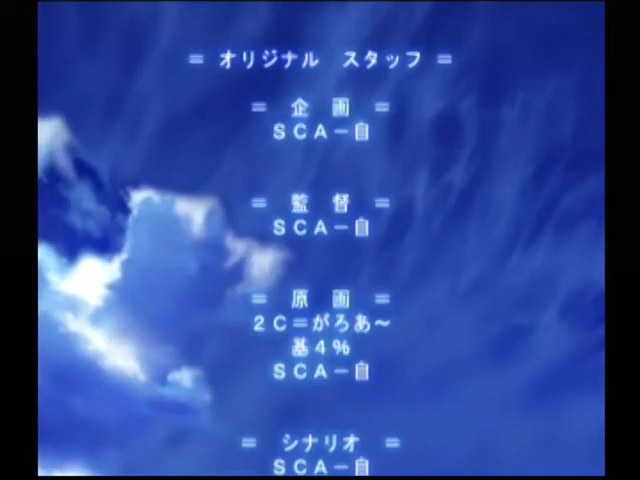 ＝ オリジナル　スタッフ ＝
＝　企　画　＝
ＳＣＡ－自
＝　監　督　＝
ＳＣＡ－自
＝　原　画　＝
２Ｃ＝がろあ～
基４％
ＳＣＡ－自
＝　シナリオ　＝
ＳＣＡ－自